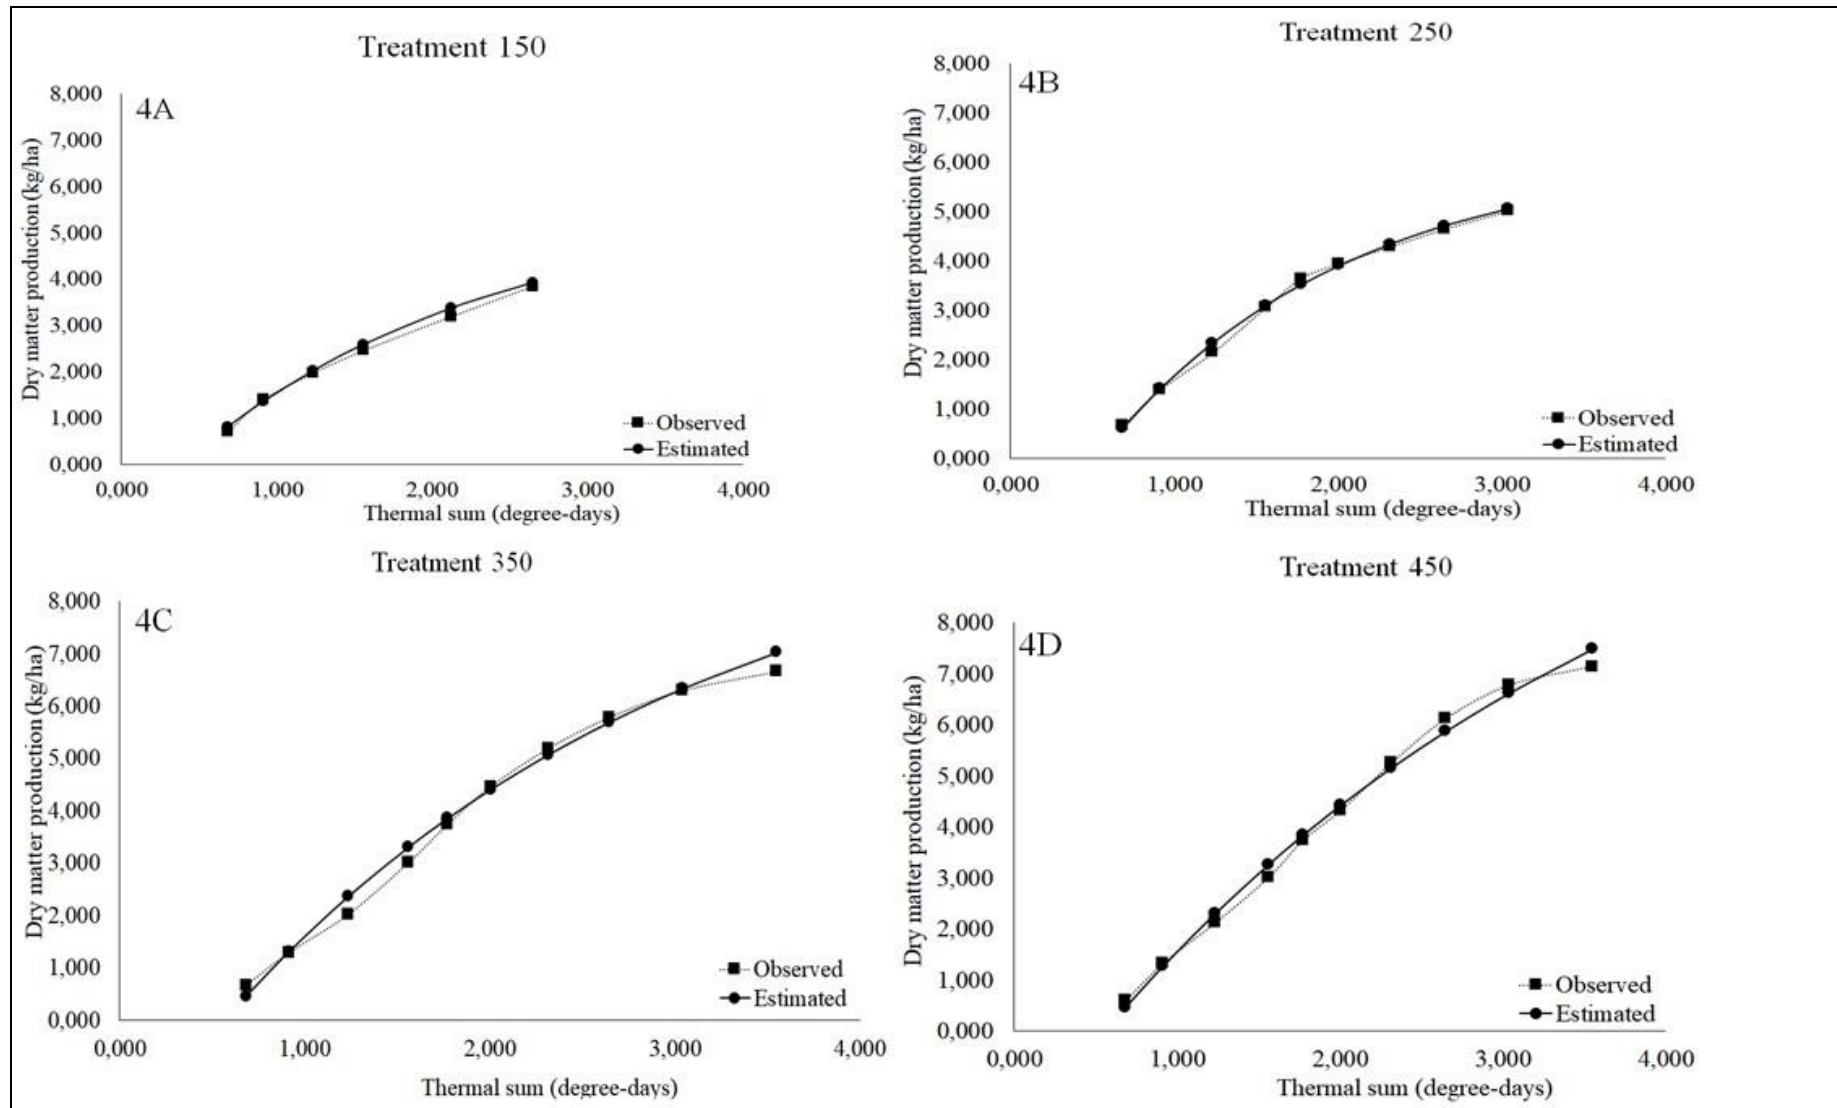 Treatment 150
4A
Dry matter production (kg/ha)
8,000
7,000
6,000
5,000
4,000
3,000
2,000
1,000
0,000
Observed
Estimated
0,000 1,000 2,000 3,000 4,000
Thermal sum (degree-days)
Treatment 250
4B
Dry matter production (kg/ha)
8,000
7,000
6,000
5,000
4,000
3,000
2,000
1,000
0,000
Observed
Estimated
0,000 1,000 2,000 3,000 4,000
Thermal sum (degree-days)
Treatment 350
4C
Dry matter production (kg/ha)
8,000
7,000
6,000
5,000
4,000
3,000
2,000
1,000
0,000
Observed
Estimated
0,000 1,000 2,000 3,000 4,000
Thermal sum (degree-days)
Treatment 450
4D
Dry matter production (kg/ha)
8,000
7,000
6,000
5,000
4,000
3,000
2,000
1,000
0,000
Observed
Estimated
0,000 1,000 2,000 3,000 4,000
Thermal sum (degree-days)